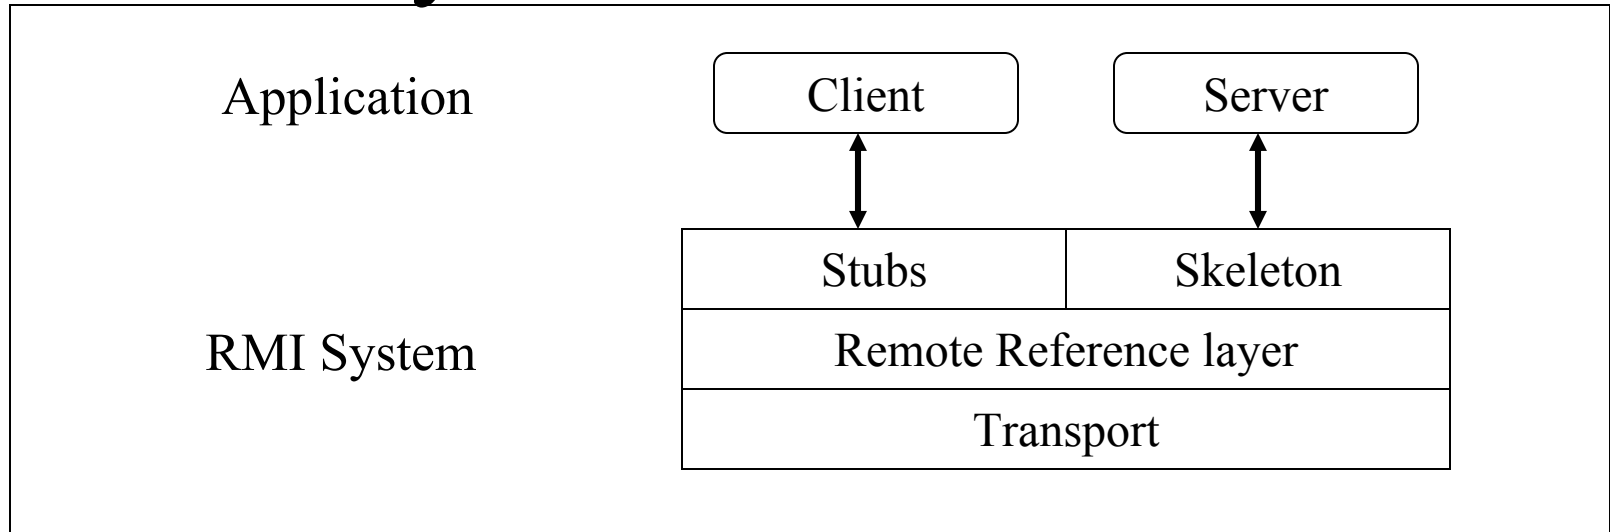 Application
Client
Server
Stubs
Skeleton
RMI System
Remote Reference layer
Transport